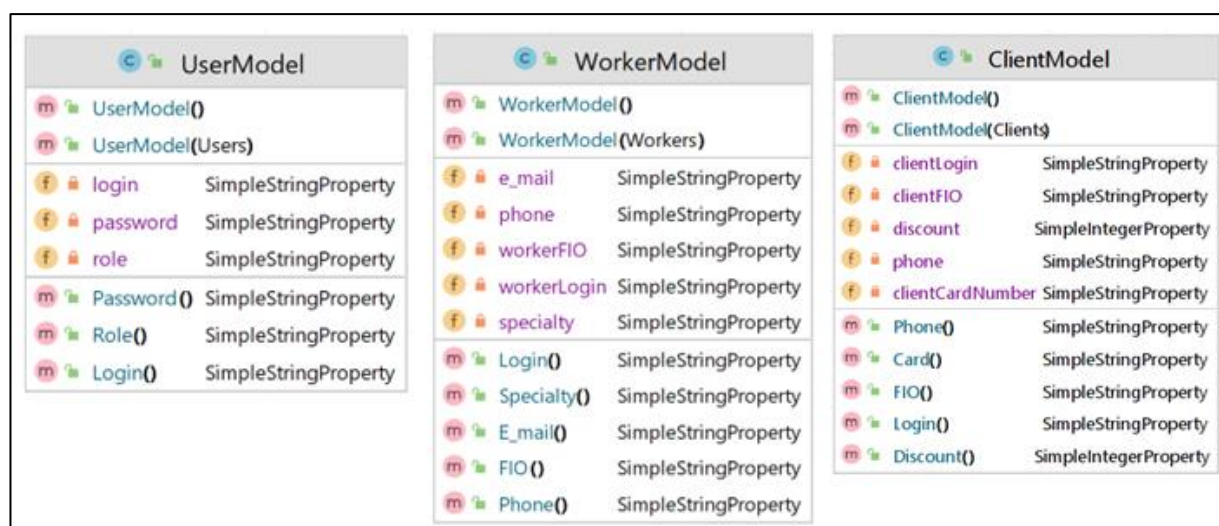 UserModel
UserModel()
UserModel(Users)
login SimpleStringProperty
password SimpleStringProperty
role SimpleStringProperty
Password() SimpleStringProperty
Role() SimpleStringProperty
Login() SimpleStringProperty
WorkerModel
WorkerModel()
WorkerModel(Workers)
e_mail SimpleStringProperty
phone SimpleStringProperty
workerFIO SimpleStringProperty
workerLogin SimpleStringProperty
specialty SimpleStringProperty
Login() SimpleStringProperty
Specialty() SimpleStringProperty
E_mail() SimpleStringProperty
FIO() SimpleStringProperty
Phone() SimpleStringProperty
ClientModel
ClientModel()
ClientModel(Clients)
clientLogin SimpleStringProperty
clientFIO SimpleStringProperty
discount SimpleIntegerProperty
phone SimpleStringProperty
clientCardNumber SimpleStringProperty
Phone() SimpleStringProperty
Card() SimpleStringProperty
FIO() SimpleStringProperty
Login() SimpleStringProperty
Discount() SimpleIntegerProperty